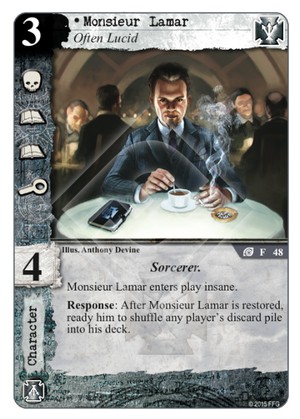 3
• Monsieur Lamar
Often Lucid
Illus. Anthony Devine
F 48
4
Sorcerer.
Monsieur Lamar enters play insane.
Response: After Monsieur Lamar is restored,
ready him to shuffle any player's discard pile
into his deck.
Character
© 2015 FFG